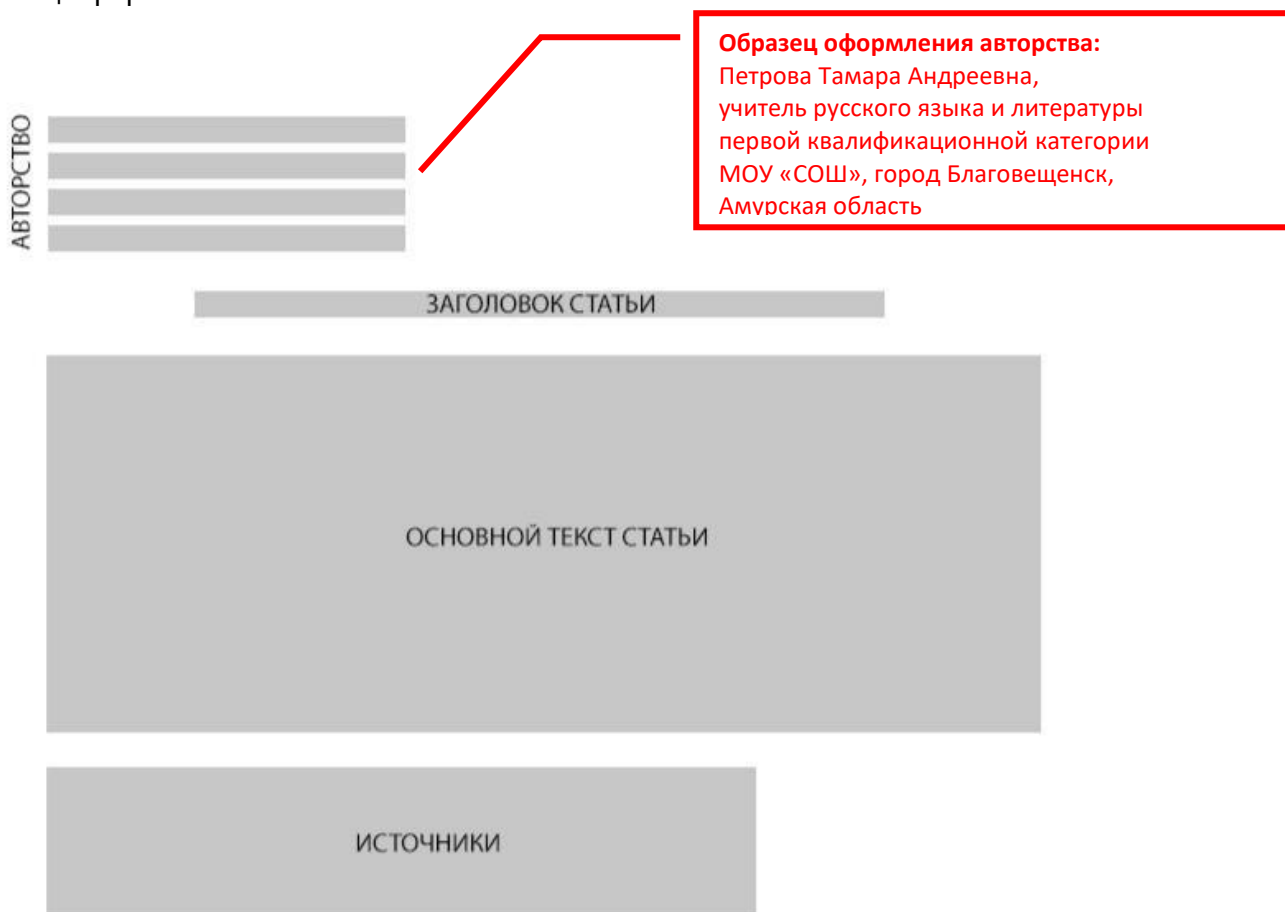 Образец оформления авторства:
Петрова Тамара Андреевна,
учитель русского языка и литературы
первой квалификационной категории
МОУ «СОШ», город Благовещенск,
Амурская область
АВТОРСТВО
ЗАГОЛОВОК СТАТЬИ
ОСНОВНОЙ ТЕКСТ СТАТЬИ
ИСТОЧНИКИ